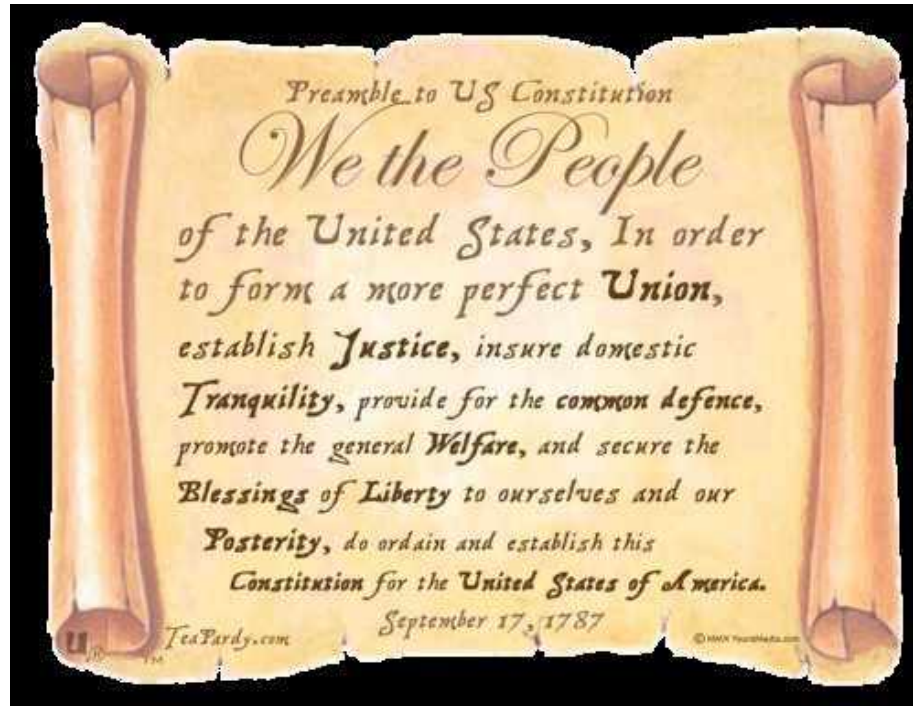 Preamble to US Constitution
We the People
of the United States, In order
to form a more perfect Union,
establish Justice, insure domestic
Tranquility, provide for the common defence,
promote the general Welfare, and secure the
Blessings of Liberty to ourselves and our
Posterity, do ordain and establish this
Constitution for the United States of America.
September 17, 1787
u® ™ TeaPardy.com
©